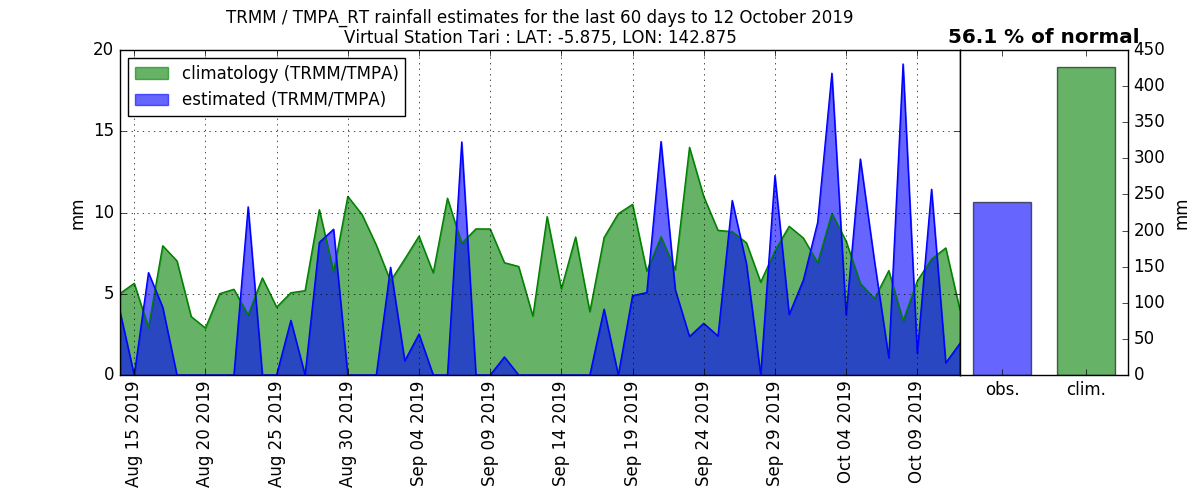 TRMM / TMPA_RT rainfall estimates for the last 60 days to 12 October 2019
Virtual Station Tari : LAT: -5.875, LON: 142.875
56.1 % of normal
climatology (TRMM/TMPA)
estimated (TRMM/TMPA)
20
15
10
5
0
mm
450
400
350
300
250
200
150
100
50
0
mm
Aug 15 2019
Aug 20 2019
Aug 25 2019
Aug 30 2019
Sep 04 2019
Sep 09 2019
Sep 14 2019
Sep 19 2019
Sep 24 2019
Sep 29 2019
Oct 04 2019
Oct 09 2019
obs.
clim.